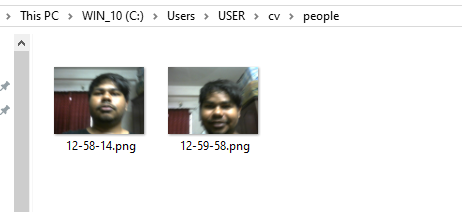 This PC > WIN_10 (C:) > Users > USER > cv > people
12-58-14.png 12-59-58.png